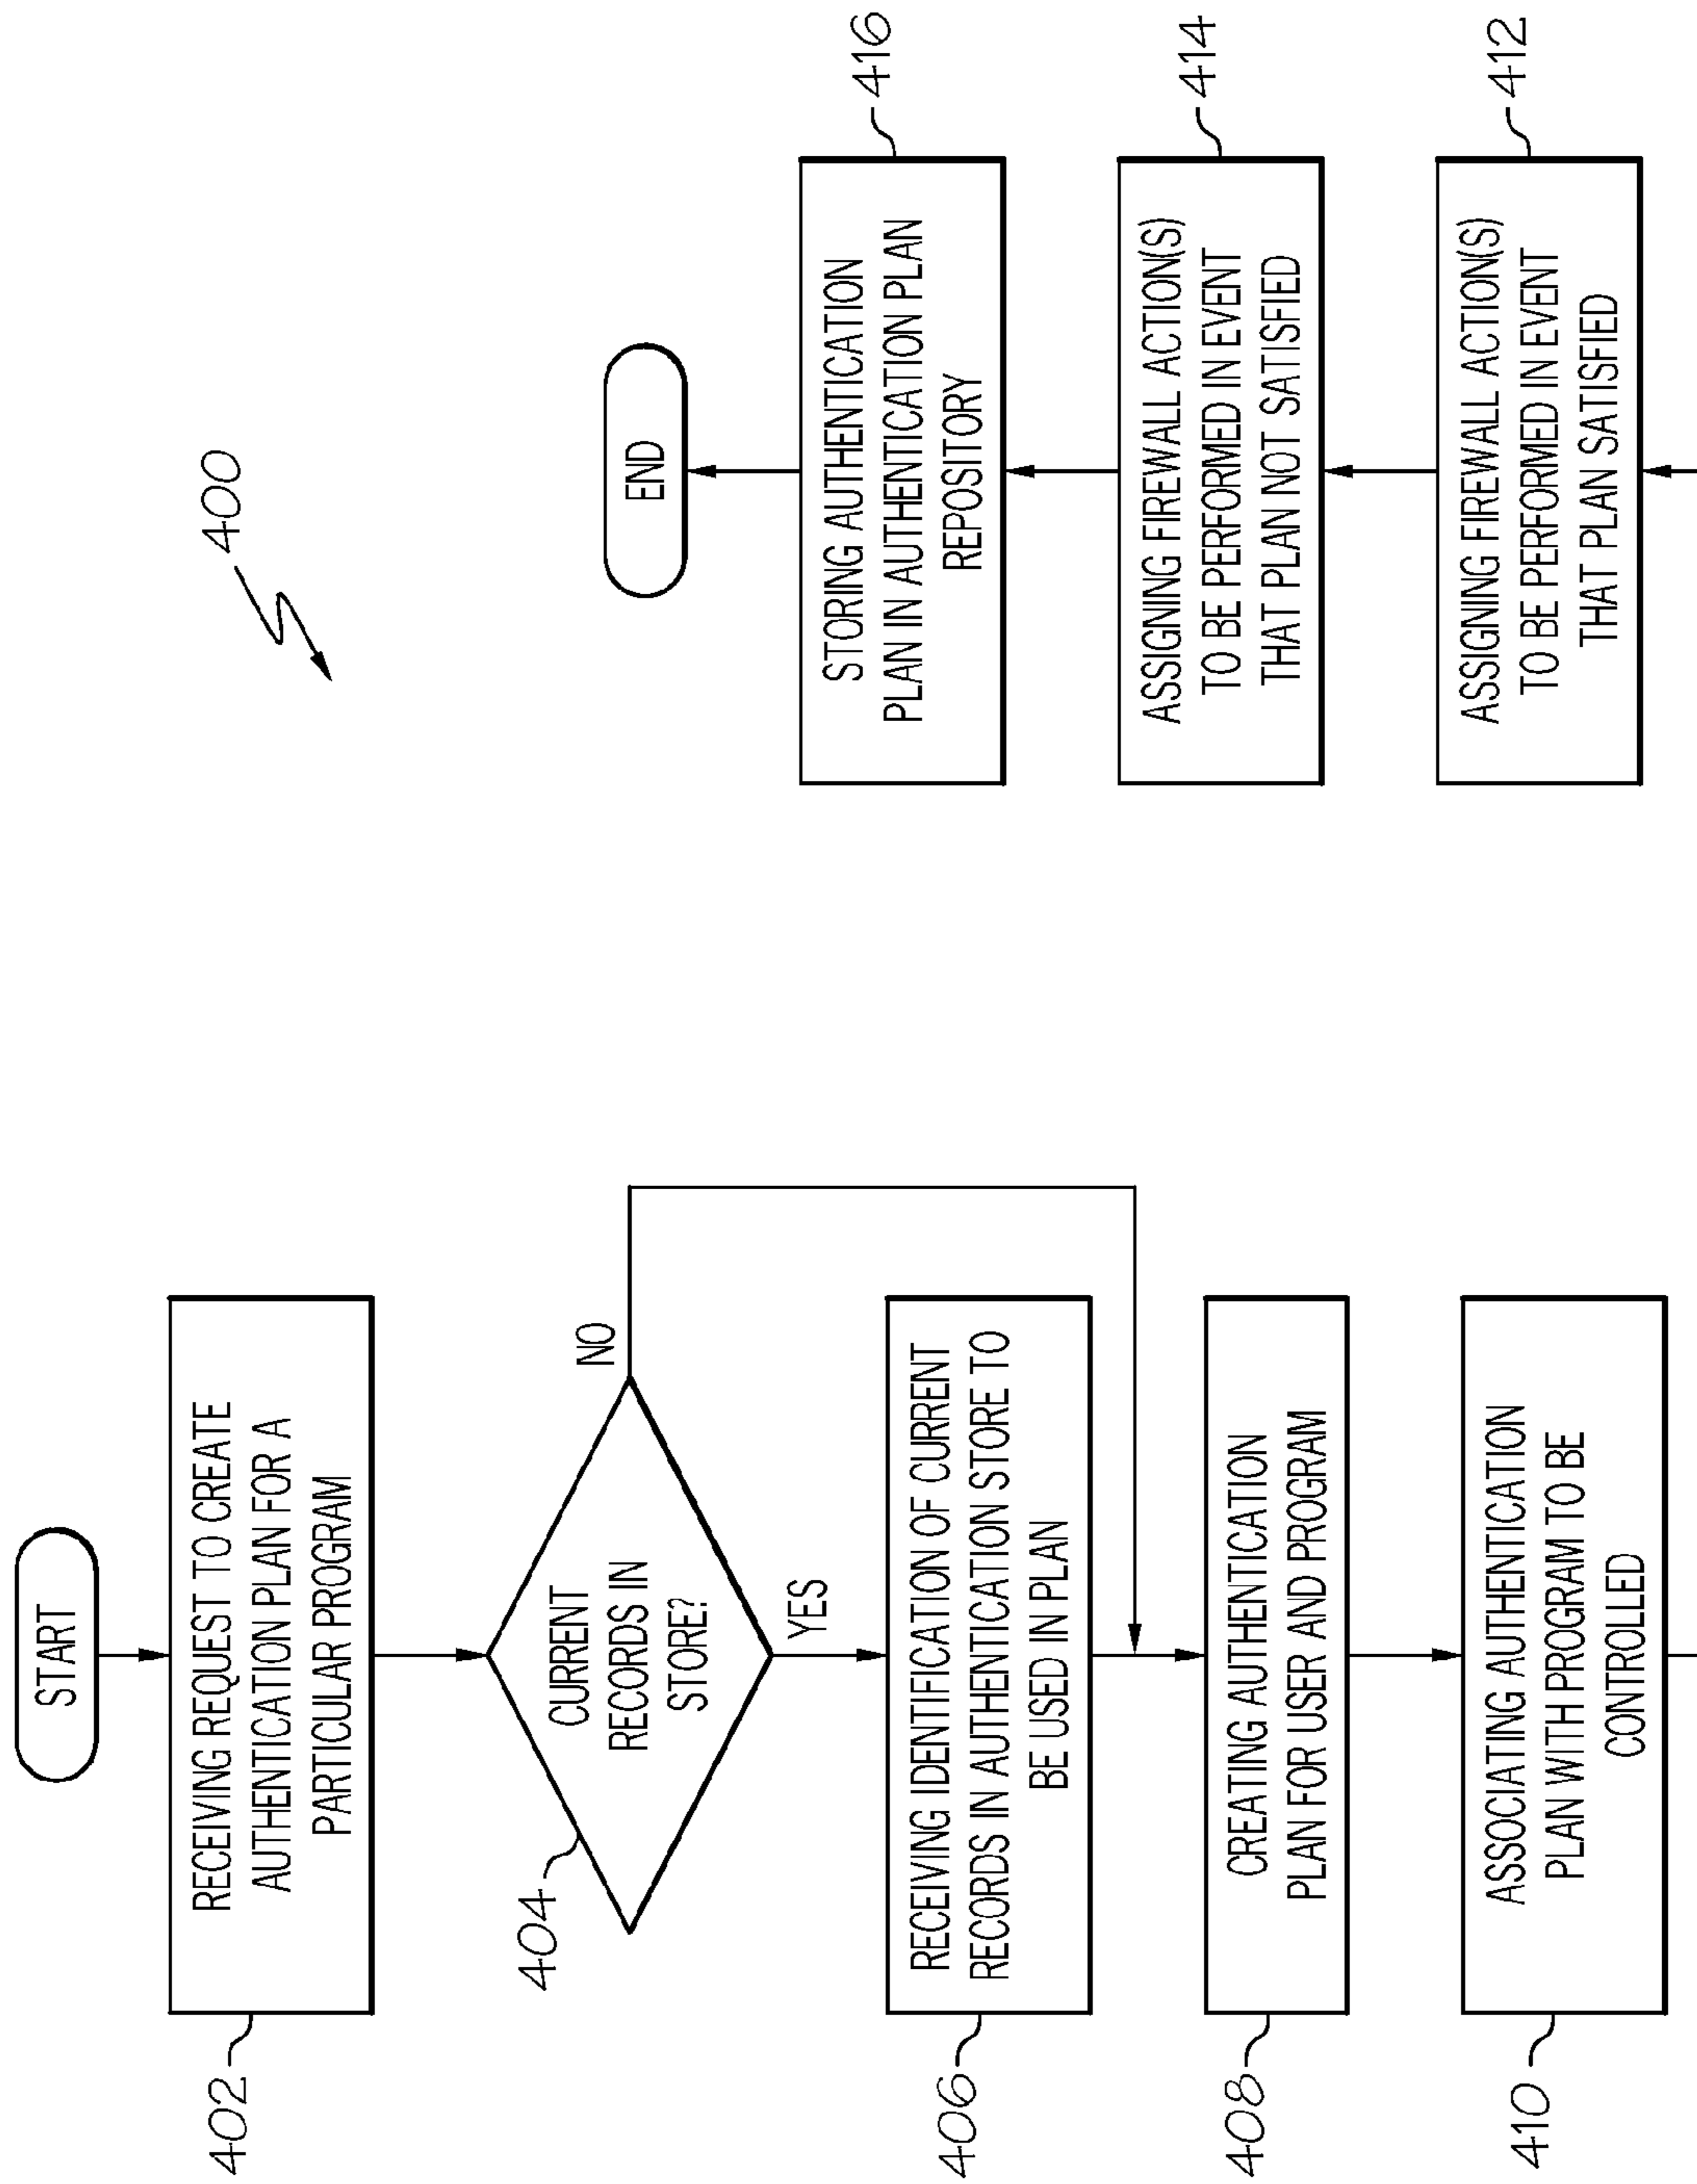 400
START
402
RECEIVING REQUEST TO CREATE
AUTHENTICATION PLAN FOR A
PARTICULAR PROGRAM
404
CURRENT
RECORDS IN
STORE?
NO
YES
406
RECEIVING IDENTIFICATION OF CURRENT
RECORDS IN AUTHENTICATION STORE TO
BE USED IN PLAN
408
CREATING AUTHENTICATION
PLAN FOR USER AND PROGRAM
410
ASSOCIATING AUTHENTICATION
PLAN WITH PROGRAM TO BE
CONTROLLED
412
ASSIGNING FIREWALL ACTION(S)
TO BE PERFORMED IN EVENT
THAT PLAN SATISFIED
414
ASSIGNING FIREWALL ACTION(S)
TO BE PERFORMED IN EVENT
THAT PLAN NOT SATISFIED
416
STORING AUTHENTICATION
PLAN IN AUTHENTICATION PLAN
REPOSITORY
END